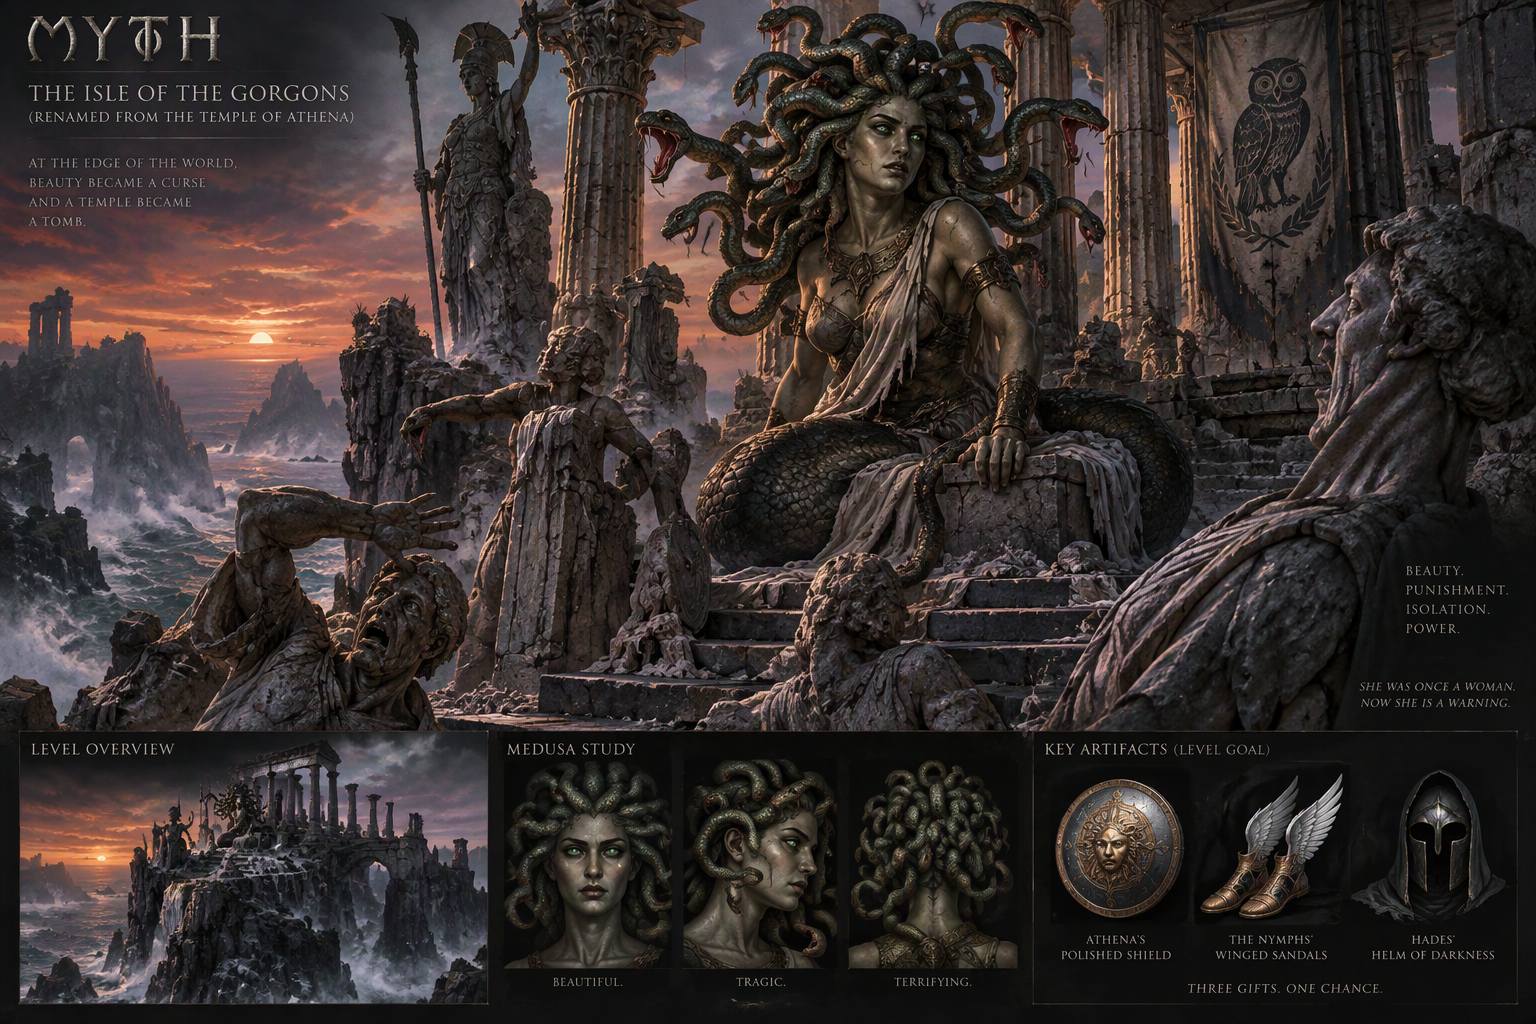 MYTH
THE ISLE OF THE GORGONS
(RENAMED FROM THE TEMPLE OF ATHENA)
AT THE EDGE OF THE WORLD,
BEAUTY BECAME A CURSE
AND A TEMPLE BECAME
A TOMB.
BEAUTY.
PUNISHMENT.
ISOLATION.
POWER.
SHE WAS ONCE A WOMAN.
NOW SHE IS A WARNING.
LEVEL OVERVIEW
MEDUSA STUDY
BEAUTIFUL.
TRAGIC.
TERRIFYING.
KEY ARTIFACTS (LEVEL GOAL)
ATHENA'S
POLISHED SHIELD
THE NYMPHS'
WINGED SANDALS
HADES'
HELM OF DARKNESS
THREE GIFTS. ONE CHANCE.